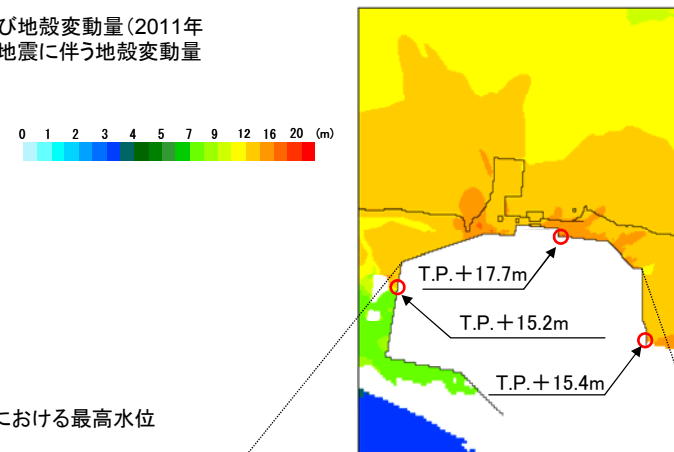 び地殻変動量(2011年
地震に伴う地殻変動量
0 1 2 3 4 5 7 9 12 16 20 (m)
T.P.+17.7m
T.P.+15.2m
T.P.+15.4m
における最高水位